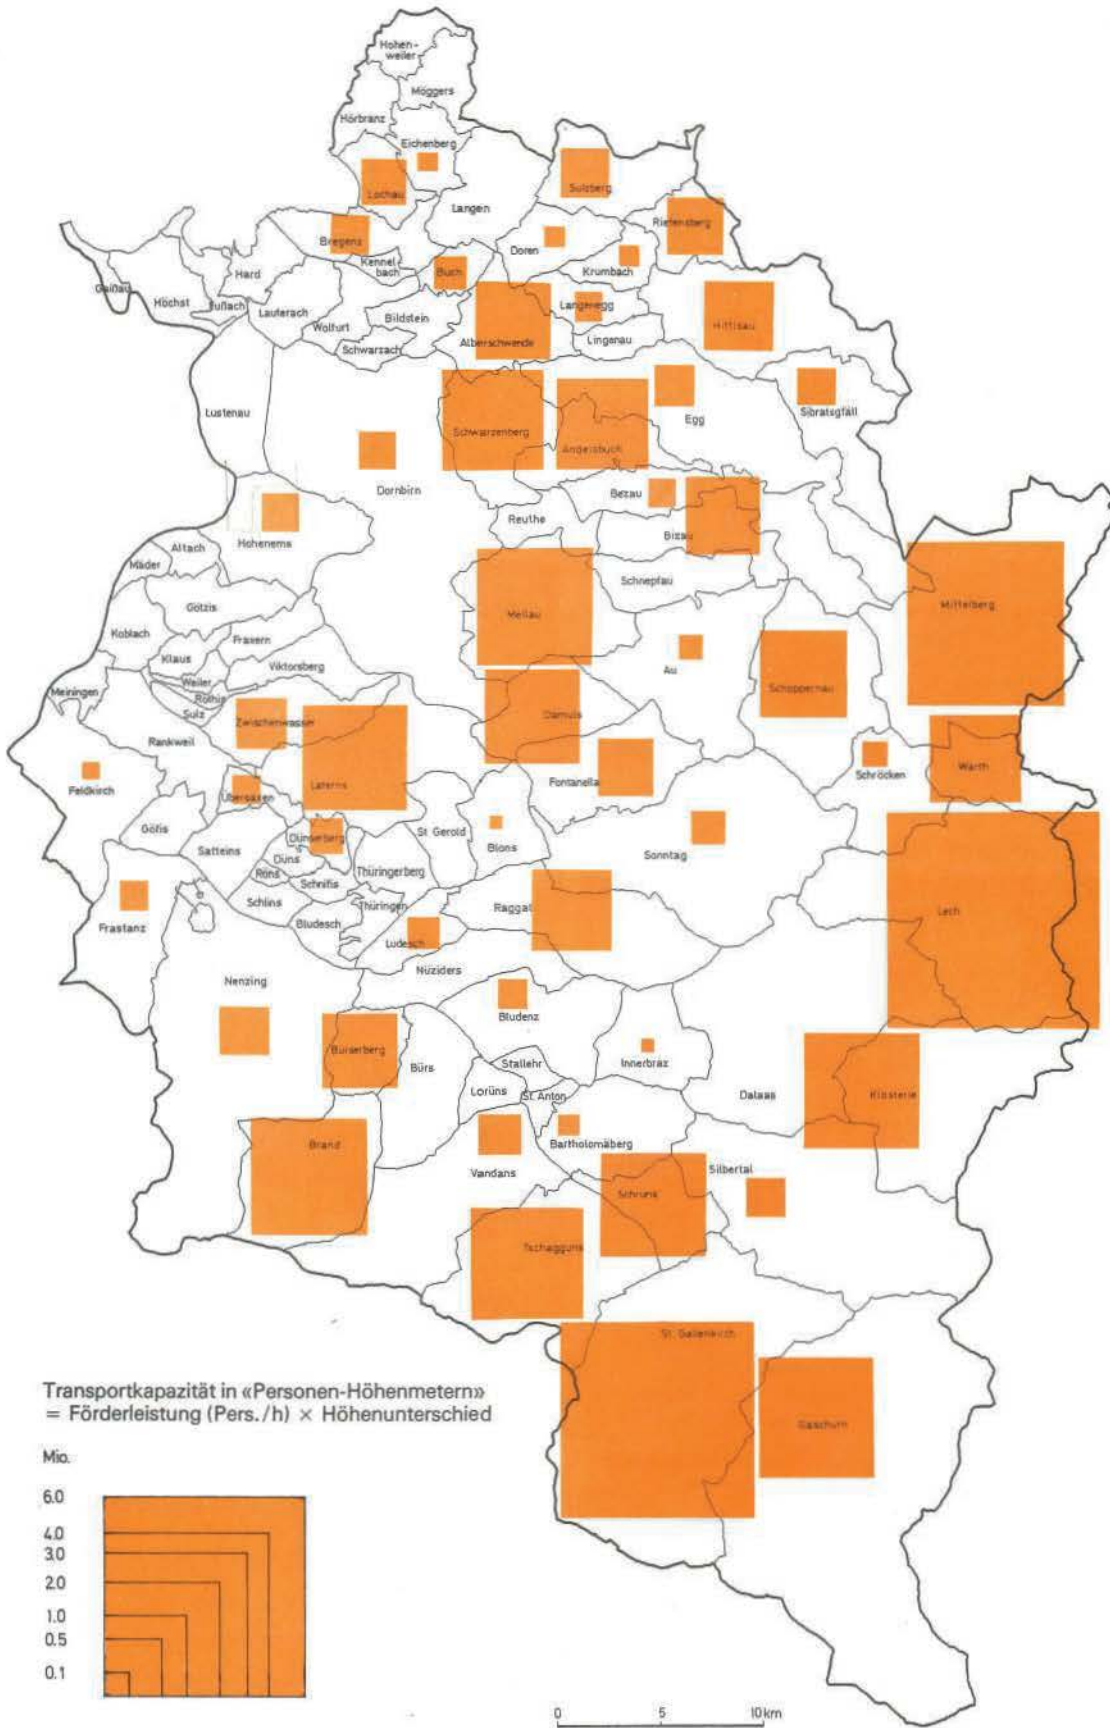 Hohen-
weiler
Möggers
Hörbranz
Eichenberg
Lochau
Sulzberg
Langen
Riefensberg
Bregenz
Doren
Kennel-
bach
Buch
Krumbach
Hard
Gaißau
Höchst
Fußach
Lauterach
Langenegg
Bildstein
Wolfurt
Hittisau
Schwarzach
Alberschwende
Lingenau
Lustenau
Sibratsgfäll
Egg
Schwarzenberg
Andelsbuch
Dornbirn
Bezau
Reuthe
Bizau
Hohenems
Altach
Mäder
Schnepfau
Götzis
Mittelberg
Mellau
Koblach
Fraxern
Klaus
Viktorsberg
Au
Weiler
Meiningen
Röthis
Schoppernau
Sulz
Zwischenwasser
Damüls
Rankweil
Warth
Schröcken
Fontanella
Laterns
Feldkirch
Übersaxen
Göfis
Dünserberg
St. Gerold
Blons
Satteins
Düns
Sonntag
Thüringerberg
Röns
Schnifis
Schlins
Thüringen
Raggal
Lech
Frastanz
Bludesch
Ludesch
Nüziders
Nenzing
Bludenz
Bürserberg
Stallehr
Innerbraz
Bürs
Lorüns
St. Anton
Dalaas
Klösterle
Brand
Bartholomäberg
Vandans
Silbertal
Schruns
Tschagguns
St. Gallenkirch
Gaschurn
Transportkapazität in «Personen-Höhenmetern»
= Förderleistung (Pers./h) × Höhenunterschied
Mio.
6.0
4.0
3.0
2.0
1.0
0.5
0.1
0 5 10 km